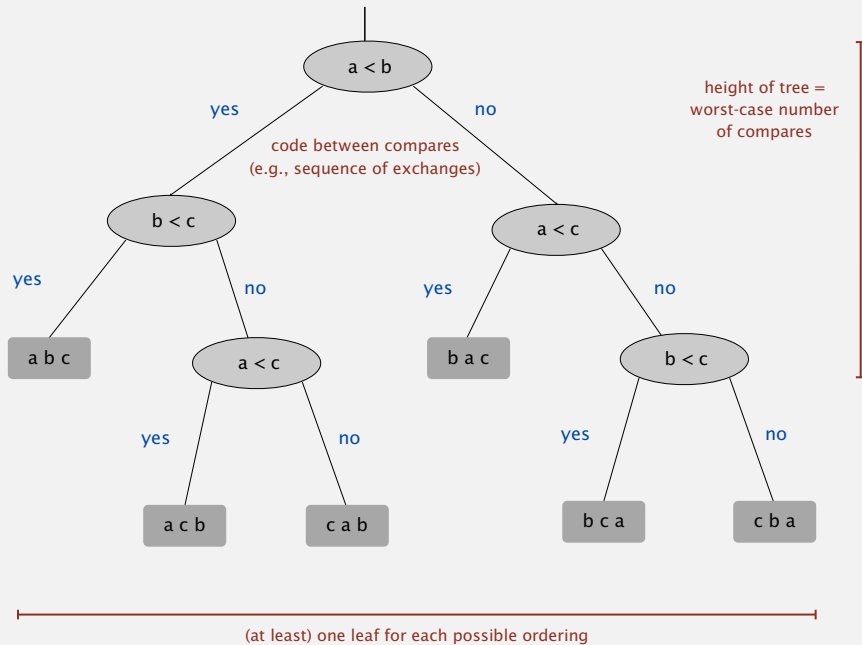 a < b
height of tree =
worst-case number
of compares
yes
no
code between compares
(e.g., sequence of exchanges)
b < c
a < c
yes
no
yes
no
a b c
a < c
b a c
b < c
yes
no
yes
no
a c b
c a b
b c a
c b a
(at least) one leaf for each possible ordering